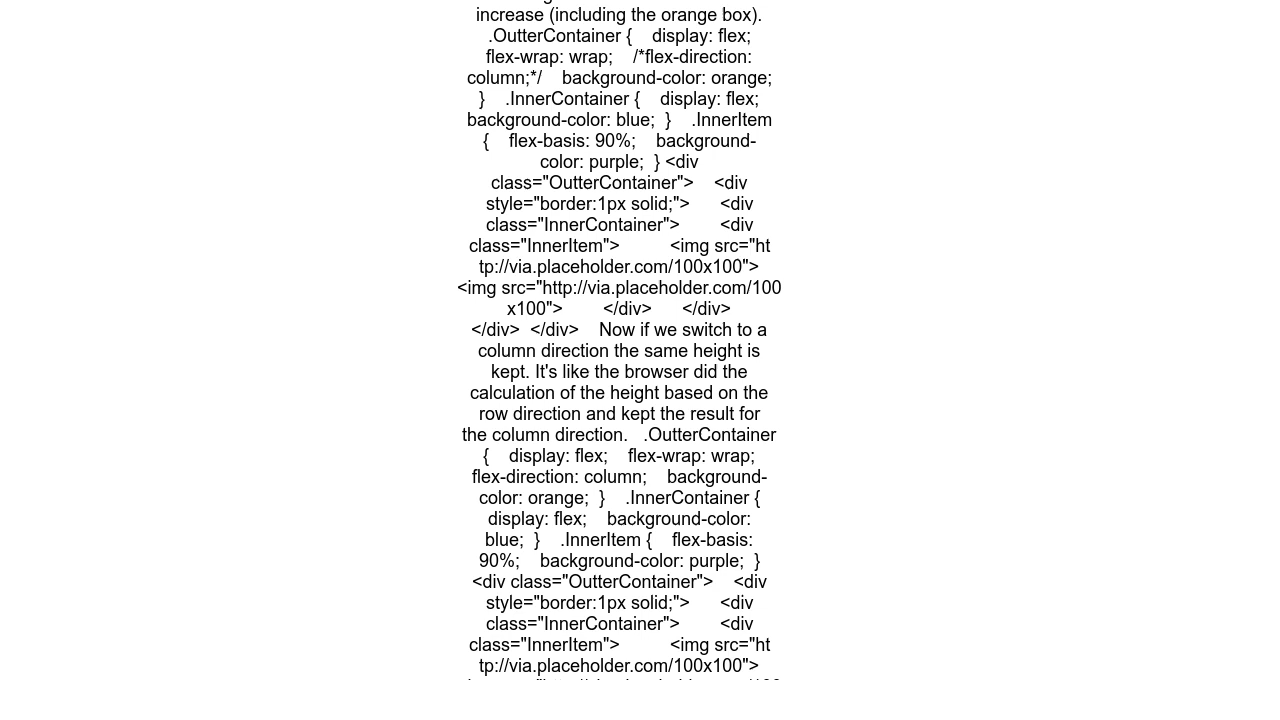 increase (including the orange box).
.OutterContainer {    display: flex;
flex-wrap: wrap;    /*flex-direction:
column;*/    background-color: orange;
}    .InnerContainer {    display: flex;
background-color: blue;  }    .InnerItem
{    flex-basis: 90%;    background-
color: purple;  } <div
class="OutterContainer">    <div
style="border:1px solid;">      <div
class="InnerContainer">        <div
class="InnerItem">          <img src="ht
tp://via.placeholder.com/100x100">
<img src="http://via.placeholder.com/100
x100">        </div>      </div>
</div>  </div>    Now if we switch to a
column direction the same height is
kept. It's like the browser did the
calculation of the height based on the
row direction and kept the result for
the column direction.   .OutterContainer
{    display: flex;    flex-wrap: wrap;
flex-direction: column;    background-
color: orange;  }    .InnerContainer {
display: flex;    background-color:
blue;  }    .InnerItem {    flex-basis:
90%;    background-color: purple;  }
<div class="OutterContainer">    <div
style="border:1px solid;">      <div
class="InnerContainer">        <div
class="InnerItem">          <img src="ht
tp://via.placeholder.com/100x100">